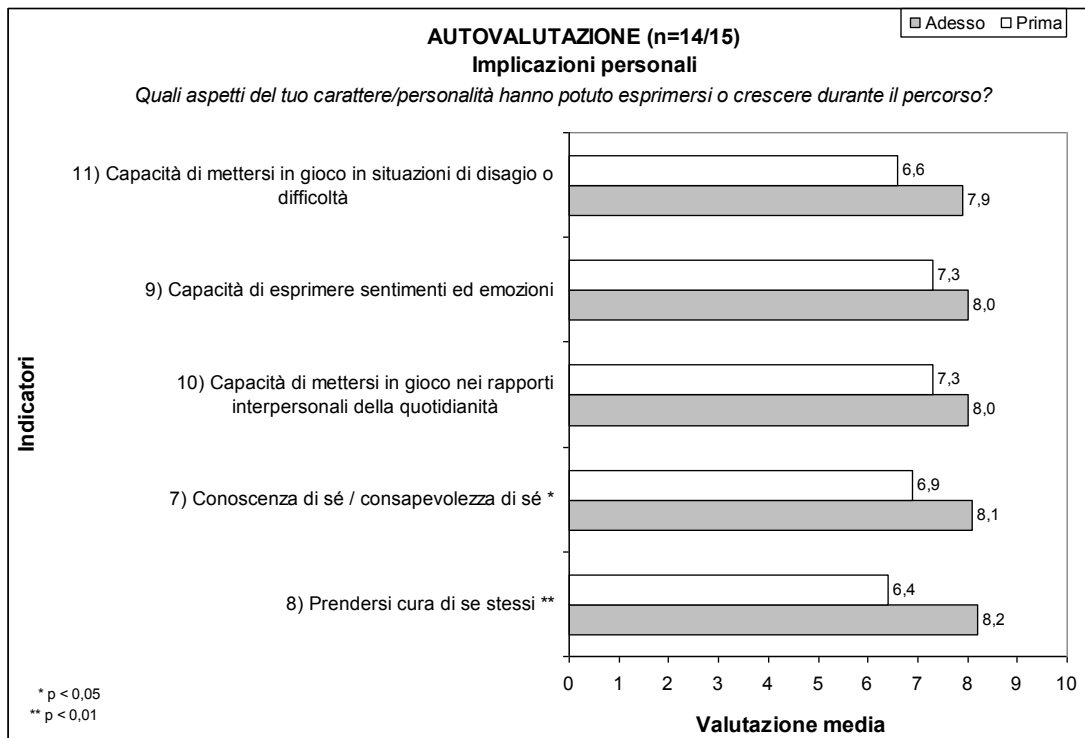 Adesso Prima
AUTOVALUTAZIONE (n=14/15)
Implicazioni personali
Quali aspetti del tuo carattere/personalità hanno potuto esprimersi o crescere durante il percorso?
Indicatori
11) Capacità di mettersi in gioco in situazioni di disagio o
difficoltà
6,6
7,9
9) Capacità di esprimere sentimenti ed emozioni
7,3
8,0
10) Capacità di mettersi in gioco nei rapporti
interpersonali della quotidianità
7,3
8,0
7) Conoscenza di sé / consapevolezza di sé *
6,9
8,1
8) Prendersi cura di se stessi **
6,4
8,2
0 1 2 3 4 5 6 7 8 9 10
Valutazione media
* p < 0,05
** p < 0,01